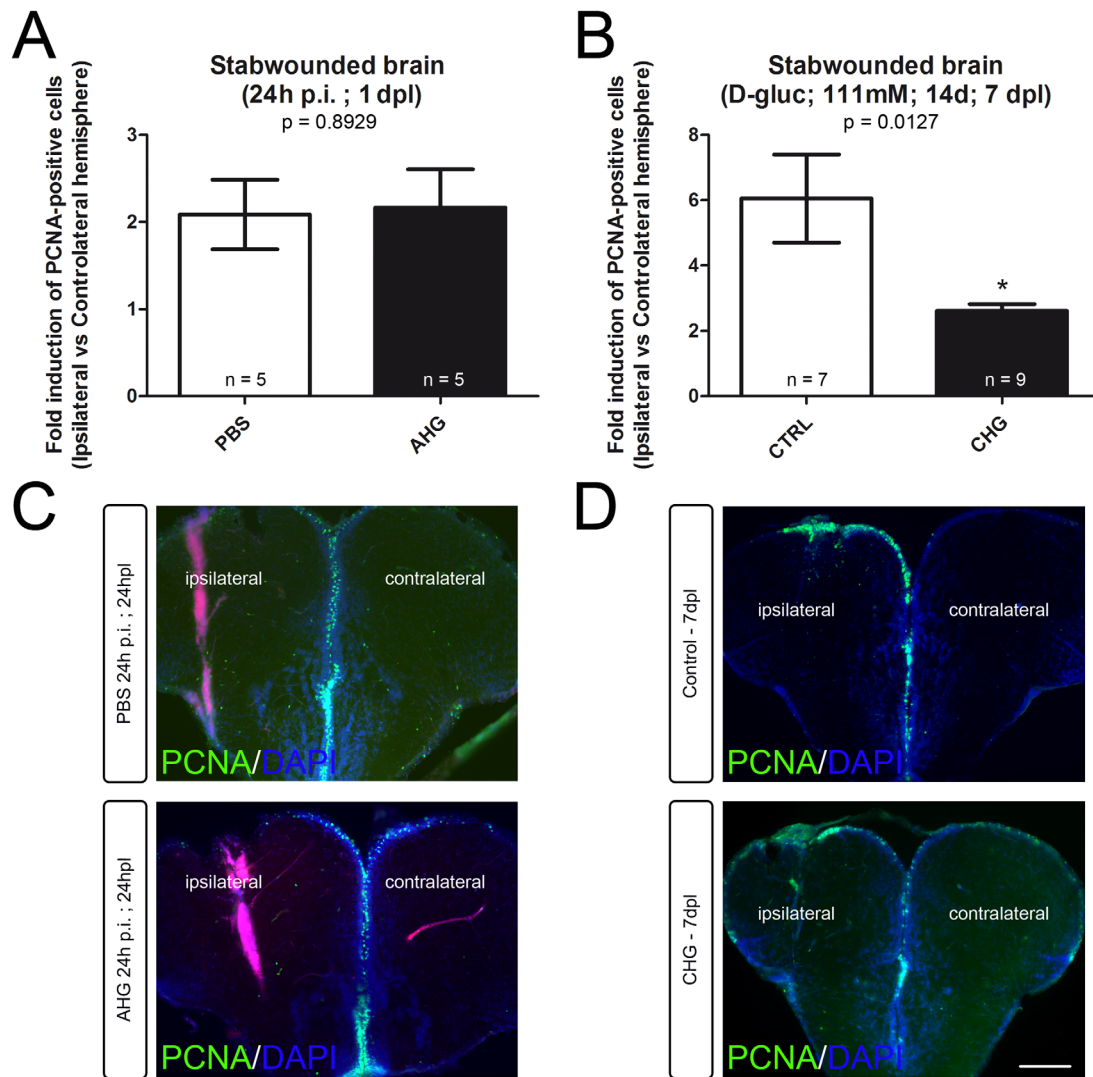 A
Stabwounded brain
(24h p.i. ; 1 dpl)
p = 0.8929
Fold induction of PCNA-positive cells
(Ipsilateral vs Controlateral hemisphere)
3
2
1
0
n = 5
n = 5
PBS
AHG
B
Stabwounded brain
(D-gluc; 111mM; 14d; 7 dpl)
p = 0.0127
Fold induction of PCNA-positive cells
(Ipsilateral vs Controlateral hemisphere)
8
6
4
2
0
*
n = 7
n = 9
CTRL
CHG
C
PBS 24h p.i. ; 24hpl
ipsilateral
contralateral
PCNA/DAPI
AHG 24h p.i. ; 24hpl
ipsilateral
contralateral
PCNA/DAPI
D
Control - 7dpl
ipsilateral
contralateral
PCNA/DAPI
CHG - 7dpl
ipsilateral
contralateral
PCNA/DAPI